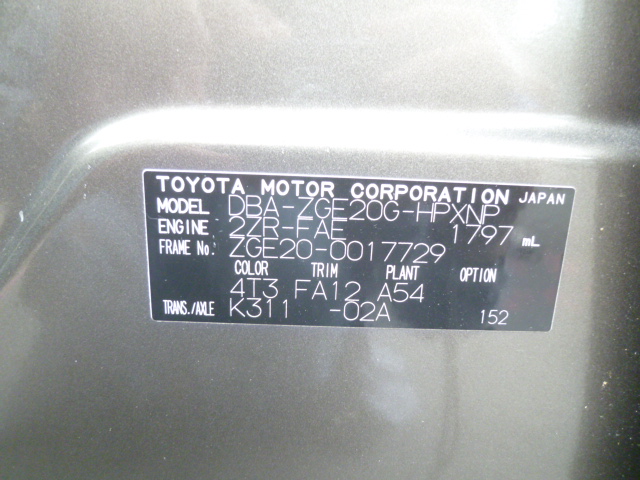 TOYOTA MOTOR CORPORATION JAPAN
MODEL DBA-ZGE20G-HPXNP
ENGINE 2ZR-FAE 1797 mL
FRAME No. ZGE20-0017729
COLOR TRIM PLANT OPTION
4T3 FA12 A54
TRANS./AXLE K311 -02A 152